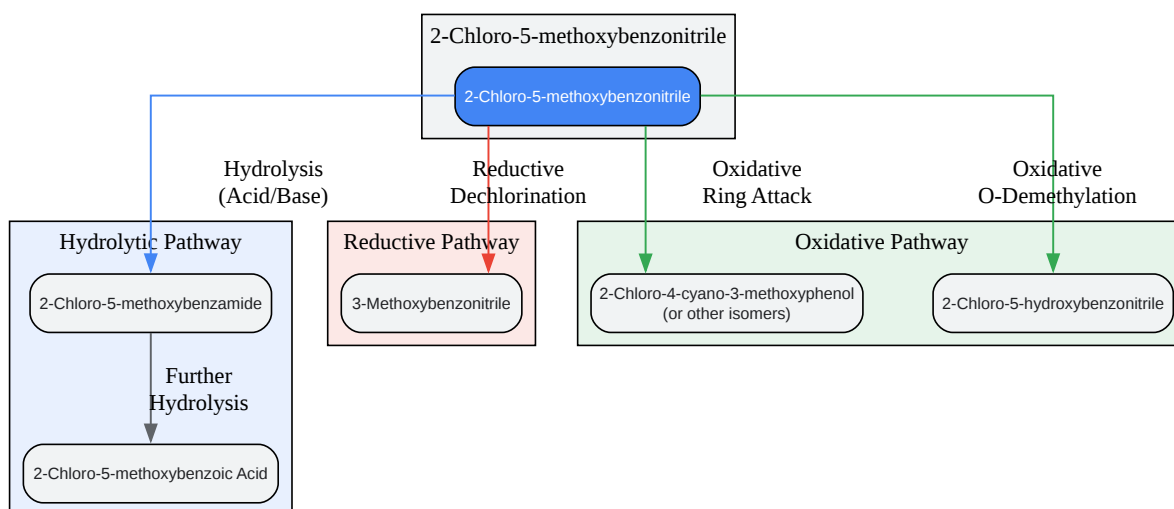 2-Chloro-5-methoxybenzonitrile
2-Chloro-5-methoxybenzonitrile
Hydrolysis
(Acid/Base)
Reductive
Dechlorination
Oxidative
Ring Attack
Oxidative
O-Demethylation
Hydrolytic Pathway
Reductive Pathway
Oxidative Pathway
2-Chloro-5-methoxybenzamide
3-Methoxybenzonitrile
2-Chloro-4-cyano-3-methoxyphenol
(or other isomers)
2-Chloro-5-hydroxybenzonitrile
Further
Hydrolysis
2-Chloro-5-methoxybenzoic Acid